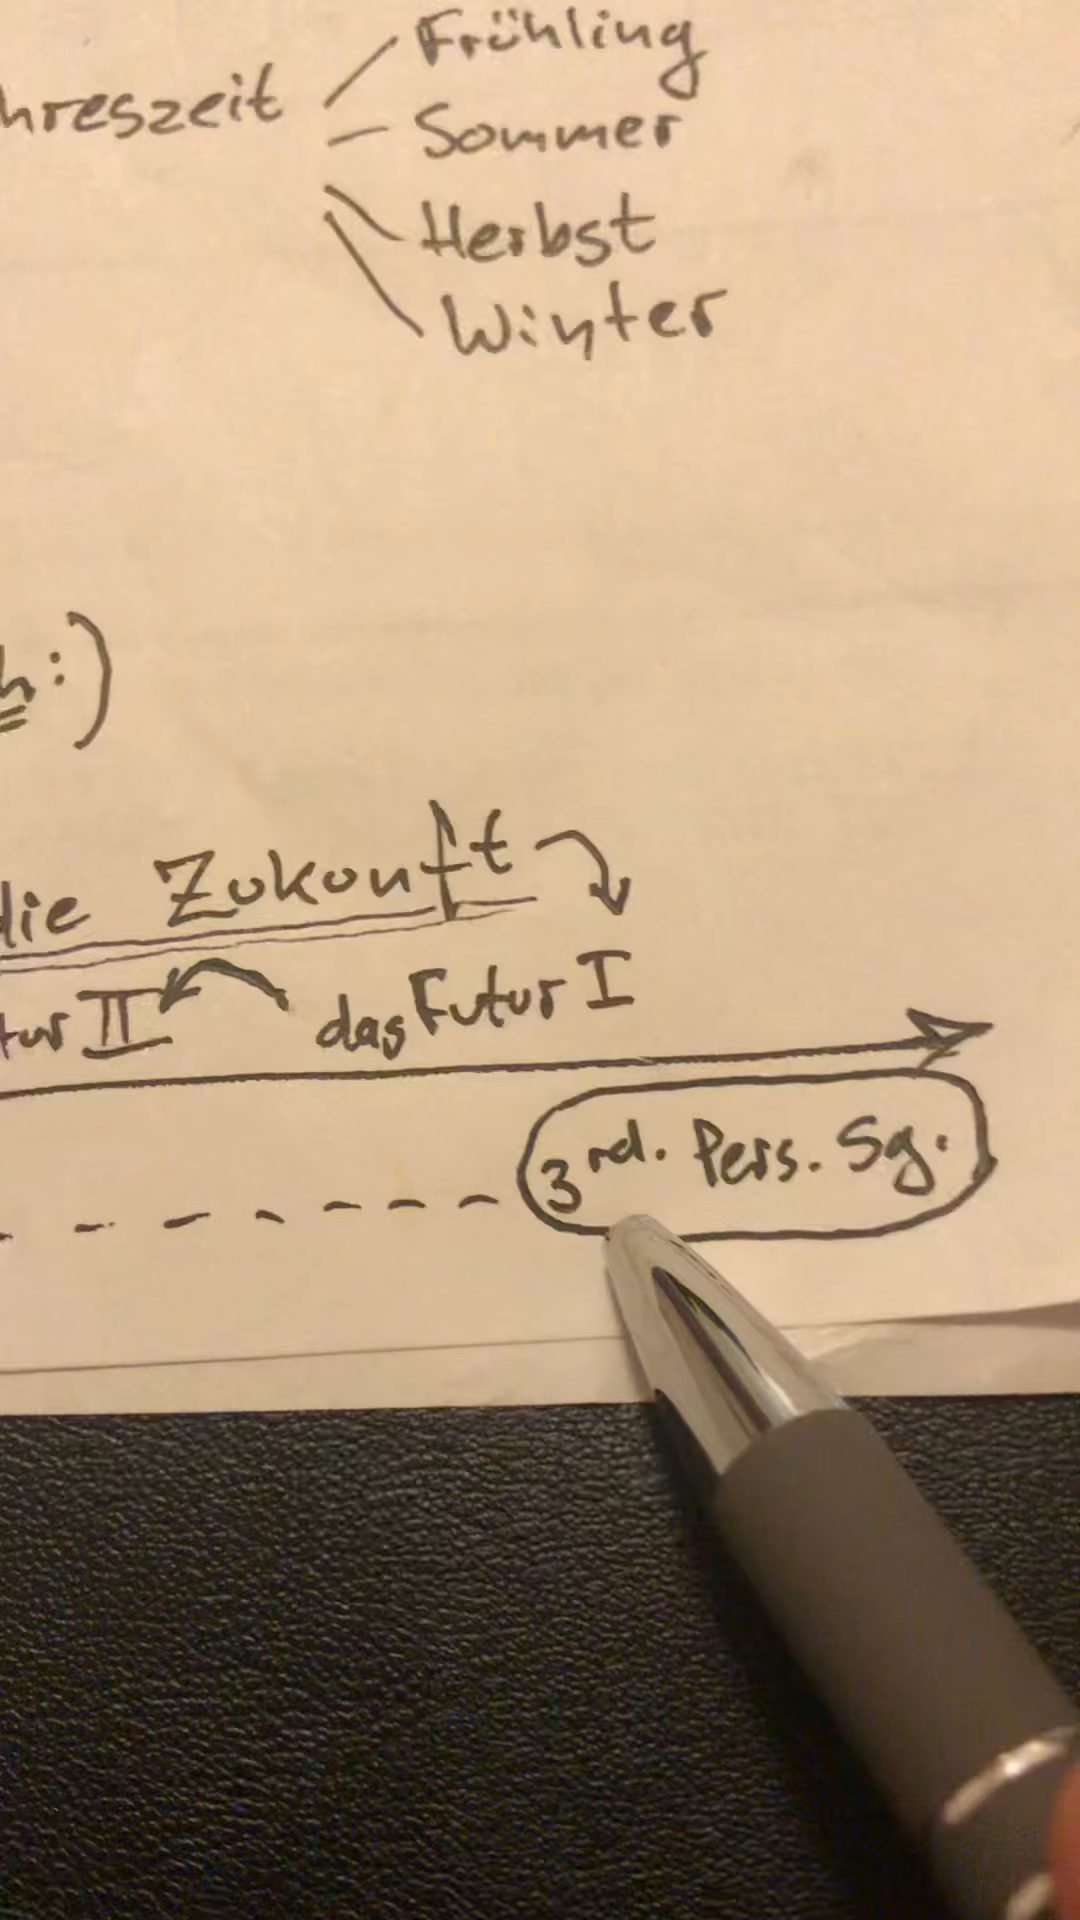 hreszeit
Frühling
Sommer
Herbst
Winter
h:)
die Zukunft
tur II das Futur I
3rd. Pers. Sg.